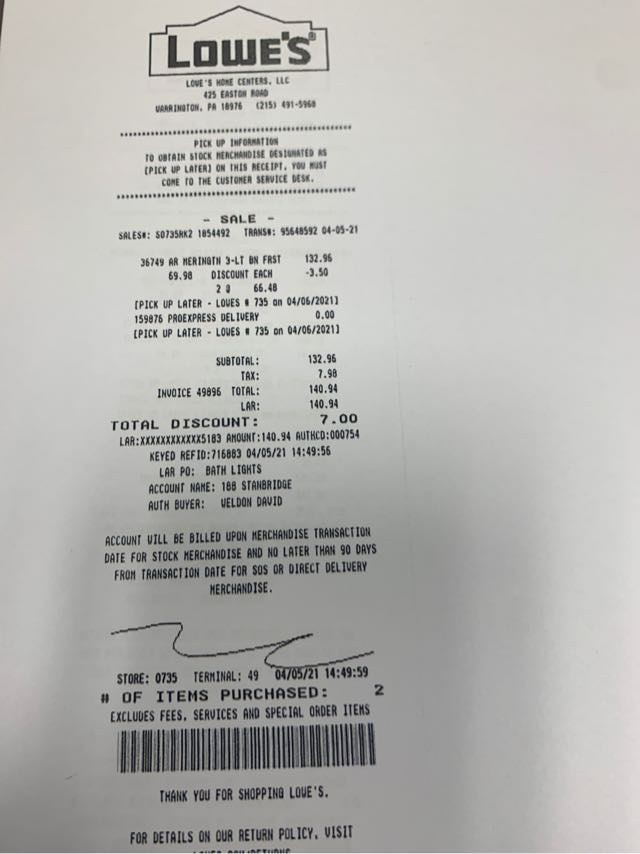 LOWE'S®
LOWE'S HOME CENTERS, LLC
425 EASTON ROAD
WARRINGTON, PA 18976 (215) 491-5968
PICK UP INFORMATION
TO OBTAIN STOCK MERCHANDISE DESIGNATED AS
[PICK UP LATER] ON THIS RECEIPT, YOU MUST
COME TO THE CUSTOMER SERVICE DESK.
- SALE -
SALES#: S0735HK2 1854492 TRANS#: 95648592 04-05-21
36749 AR MERINGTN 3-LT BN FRST 132.96
69.98 DISCOUNT EACH -3.50
2 @ 66.48
[PICK UP LATER - LOWES # 735 on 04/06/2021]
159876 PROEXPRESS DELIVERY 0.00
[PICK UP LATER - LOWES # 735 on 04/06/2021]
SUBTOTAL: 132.96
TAX: 7.98
INVOICE 49896 TOTAL: 140.94
LAR: 140.94
TOTAL DISCOUNT: 7.00
LAR:XXXXXXXXXXXX5183 AMOUNT:140.94 AUTHCD:000754
KEYED REFID:716883 04/05/21 14:49:56
LAR PO: BATH LIGHTS
ACCOUNT NAME: 188 STANBRIDGE
AUTH BUYER: WELDON DAVID
ACCOUNT WILL BE BILLED UPON MERCHANDISE TRANSACTION
DATE FOR STOCK MERCHANDISE AND NO LATER THAN 90 DAYS
FROM TRANSACTION DATE FOR SOS OR DIRECT DELIVERY
MERCHANDISE.
STORE: 0735 TERMINAL: 49 04/05/21 14:49:59
# OF ITEMS PURCHASED: 2
EXCLUDES FEES, SERVICES AND SPECIAL ORDER ITEMS
THANK YOU FOR SHOPPING LOWE'S.
FOR DETAILS ON OUR RETURN POLICY, VISIT